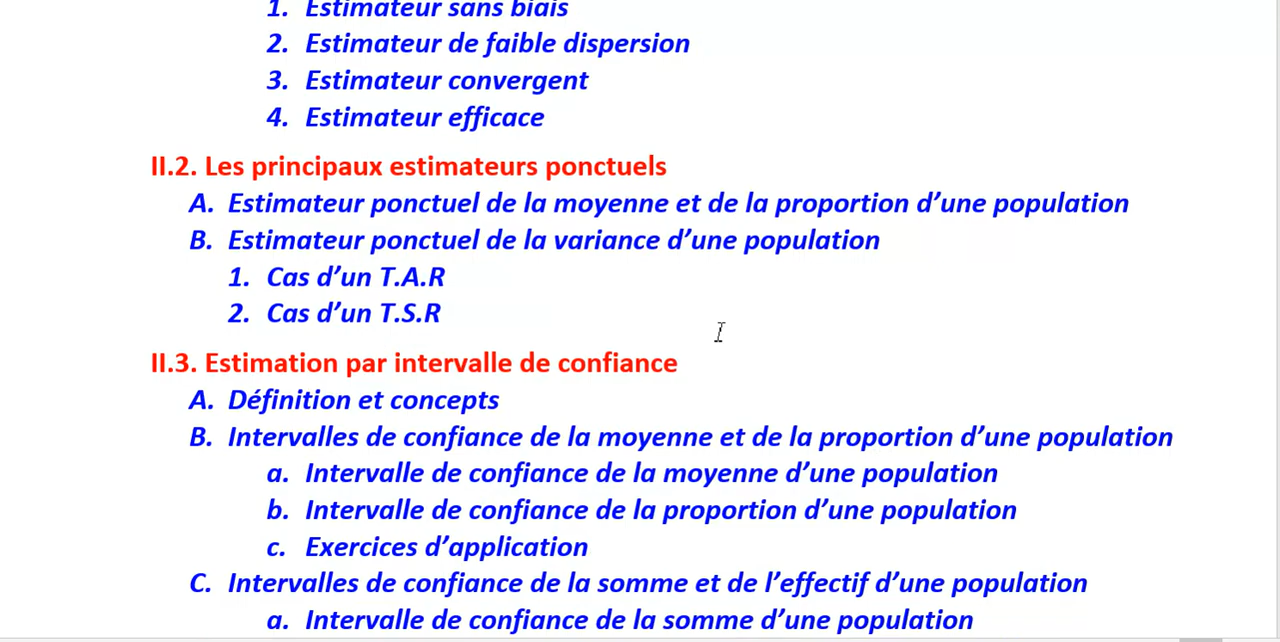 1. Estimateur sans biais
2. Estimateur de faible dispersion
3. Estimateur convergent
4. Estimateur efficace
II.2. Les principaux estimateurs ponctuels
A. Estimateur ponctuel de la moyenne et de la proportion d’une population
B. Estimateur ponctuel de la variance d’une population
1. Cas d’un T.A.R
2. Cas d’un T.S.R
II.3. Estimation par intervalle de confiance
A. Définition et concepts
B. Intervalles de confiance de la moyenne et de la proportion d’une population
a. Intervalle de confiance de la moyenne d’une population
b. Intervalle de confiance de la proportion d’une population
c. Exercices d’application
C. Intervalles de confiance de la somme et de l’effectif d’une population
a. Intervalle de confiance de la somme d’une population